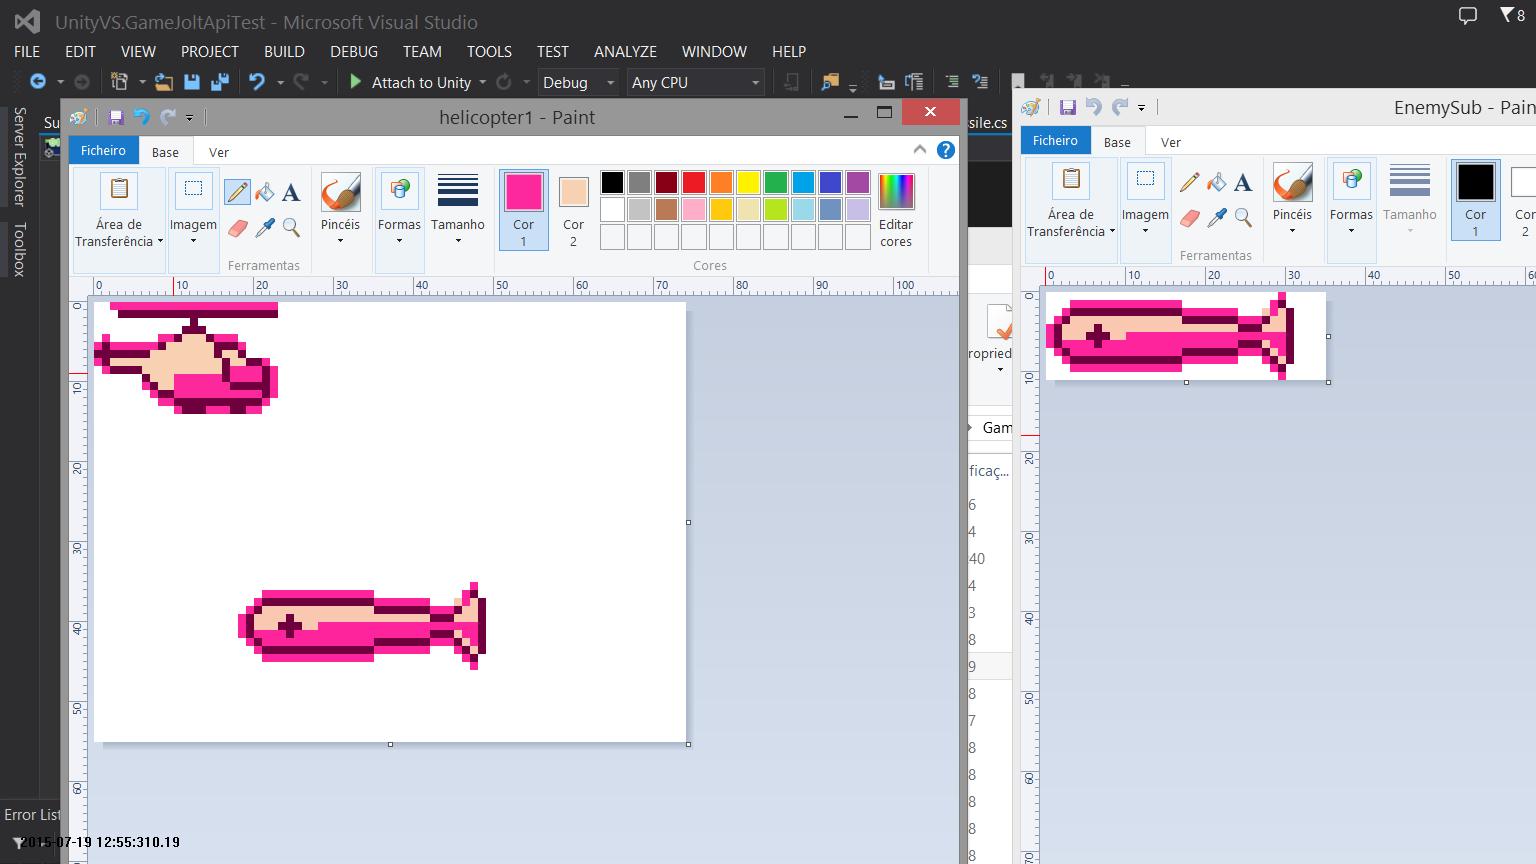 UnityVS.GameJoltApiTest - Microsoft Visual Studio
8
FILE EDIT VIEW PROJECT BUILD DEBUG TEAM TOOLS TEST ANALYZE WINDOW HELP
Attach to Unity Debug Any CPU
Server Explorer
Toolbox
Su
helicopter1 - Paint
Ficheiro Base Ver
Área de Transferência
Imagem
A
Ferramentas
Pincéis
Formas
Tamanho
Cor 1
Cor 2
Editar cores
Cores
0 10 20 30 40 50 60 70 80 90 100
0
10
20
30
40
50
60
sile.cs
ropried
Gam
ficaç...
6
4
40
4
3
8
9
8
7
8
8
8
8
8
EnemySub - Pain
Ficheiro Base Ver
Área de Transferência
Imagem
A
Ferramentas
Pincéis
Formas
Tamanho
Cor 1
Cor 2
0 10 20 30 40 50 60
0
10
20
30
40
50
60
70
Error List
2015-07-19 12:55:310.19